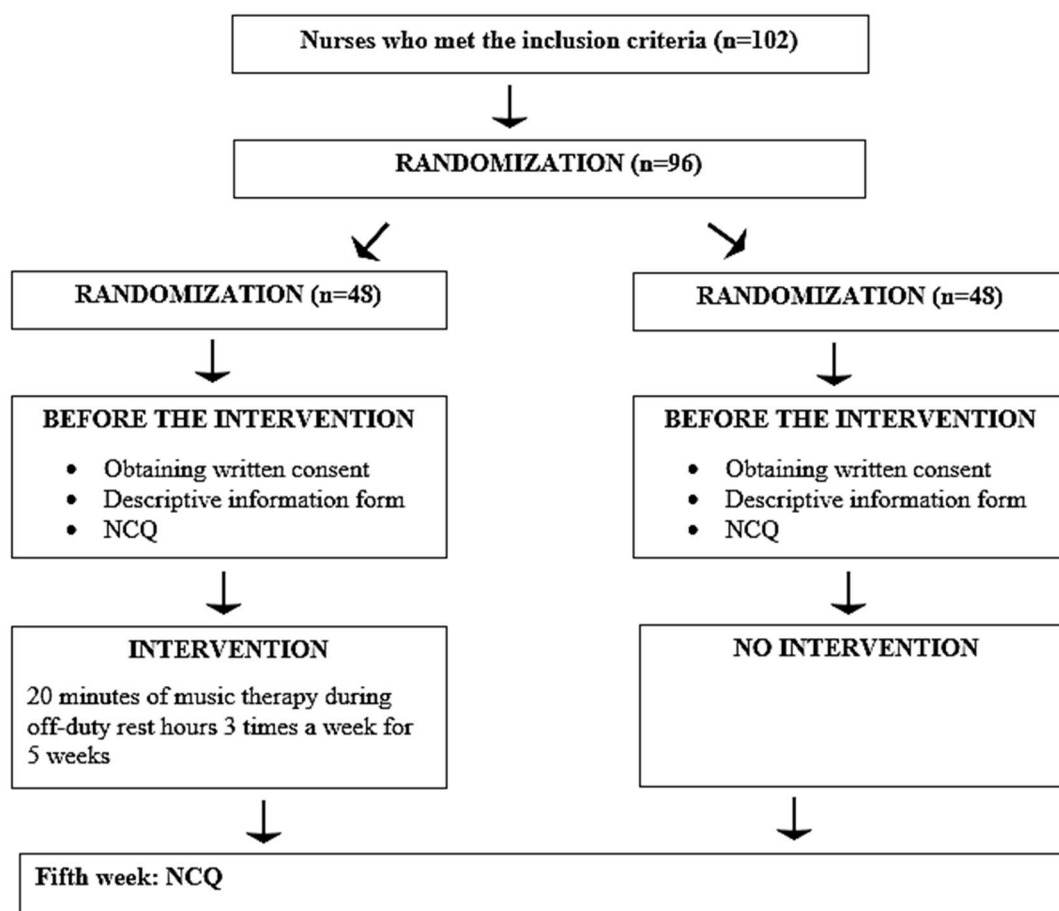 Nurses who met the inclusion criteria (n=102)
RANDOMIZATION (n=96)
RANDOMIZATION (n=48)
RANDOMIZATION (n=48)
BEFORE THE INTERVENTION
• Obtaining written consent
• Descriptive information form
• NCQ
BEFORE THE INTERVENTION
• Obtaining written consent
• Descriptive information form
• NCQ
INTERVENTION
20 minutes of music therapy during
off-duty rest hours 3 times a week for
5 weeks
NO INTERVENTION
Fifth week: NCQ